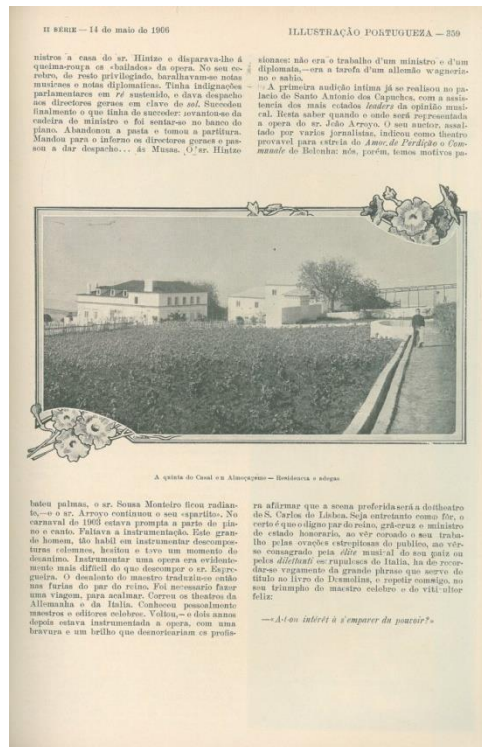 II SÉRIE — 14 de maio de 1906
ILLUSTRAÇÃO PORTUGUEZA — 359
nistros a casa do sr. Hintze e disparava-lhe á
queima-roupa os «bailados» da opera. No seu ce-
rebro, de resto privilegiado, baralhavam-se notas
musicaes e notas diplomaticas. Tinha indignações
parlamentares em ré sustenido, e dava despacho
aos directores geraes em clave de sol. Succedeu
finalmente o que tinha de succeder: levantou-se da
cadeira de ministro e foi sentar-se no banco do
piano. Abandonou a pasta e tomou a partitura.
Mandou para o inferno os directores geraes e pas-
sou a dar despacho... ás Musas. O sr. Hintze
bateu palmas, o sr. Sousa Monteiro ficou radian-
te,—e o sr. Arroyo continuou o seu «spartito». No
carnaval de 1903 estava prompta a parte de pia-
no e canto. Faltava a instrumentação. Este gran-
de homem, tão habil em instrumentar descompos-
turas solemnes, hesitou e teve um momento de
desanimo. Instrumentar uma opera era evidente-
mente mais difficil do que descompor o sr. Espre-
gueira. O desalento do maestro traduziu-se então
nas furias do par do reino. Foi necessario fazer
uma viagem, para acalmar. Correu os theatros da
Allemanha e da Italia. Conheceu pessoalmente
maestros e editores celebres. Voltou,—e dois annos
depois estava instrumentada a opera, com uma
bravura e um brilho que desnorteariam os profis-
sionaes: não era o trabalho d'um ministro e d'um
diplomata,—era a tarefa d'um allemão wagneria-
no e sabio.
A primeira audição intima já se realisou no pa-
lacio de Santo Antonio dos Capuchos, com a assis-
tencia dos mais cotados leaders da opinião musi-
cal. Resta saber quando e onde será representada
a opera do sr. João Arroyo. O seu auctor, assal-
tado por varios jornalistas, indicou como theatro
provavel para estreia do Amor de Perdição o Com-
munale de Bolonha: nós, porém, temos motivos pa-
ra afirmar que a scena preferida será a do theatro
de S. Carlos de Lisboa. Seja entretanto como fôr, o
certo é que o digno par do reino, grã-cruz e ministro
de estado honorario, ao vêr coroado o seu traba-
lho pelas ovações estrepitosas do publico, ao vêr-
se consagrado pela élite musical do seu paiz ou
pelos dilettanti escrupulosos de Italia, ha de recor-
dar-se vagamente da grande phrase que serve de
titulo ao livro de Desmolins, e repetir comsigo, no
seu triumpho de maestro celebre e de viticultor
feliz:
—«A-t-on intérêt à s'emparer du pouvoir?»
A quinta do Casal em Almoçageme — Residencia e adegas